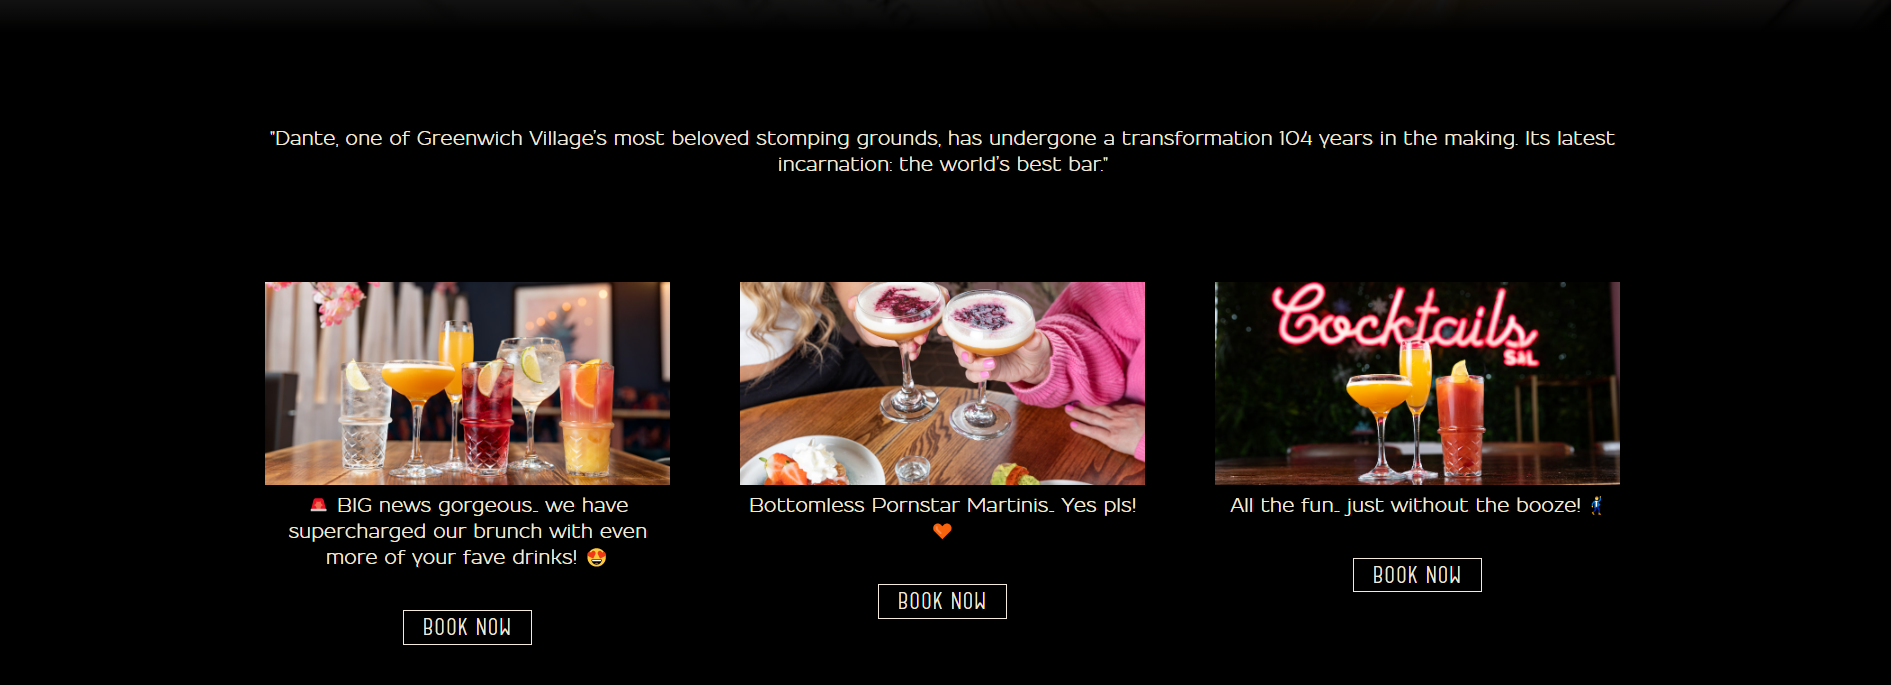 "Dante, one of Greenwich Village's most beloved stomping grounds, has undergone a transformation 104 years in the making. Its latest
incarnation: the world's best bar."
Cocktails
S&L
🚨 BIG news gorgeous.. we have
supercharged our brunch with even
more of your fave drinks! 😍
BOOK NOW
Bottomless Pornstar Martinis.. Yes pls!
🧡
BOOK NOW
All the fun.. just without the booze! 🕺
BOOK NOW